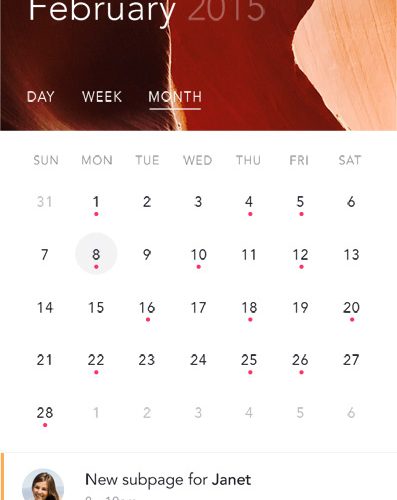 February 2015
DAY WEEK MONTH
SUN MON TUE WED THU FRI SAT
31 1 2 3 4 5 6
7 8 9 10 11 12 13
14 15 16 17 18 19 20
21 22 23 24 25 26 27
28 1 2 3 4 5 6
New subpage for Janet
8 - 10am